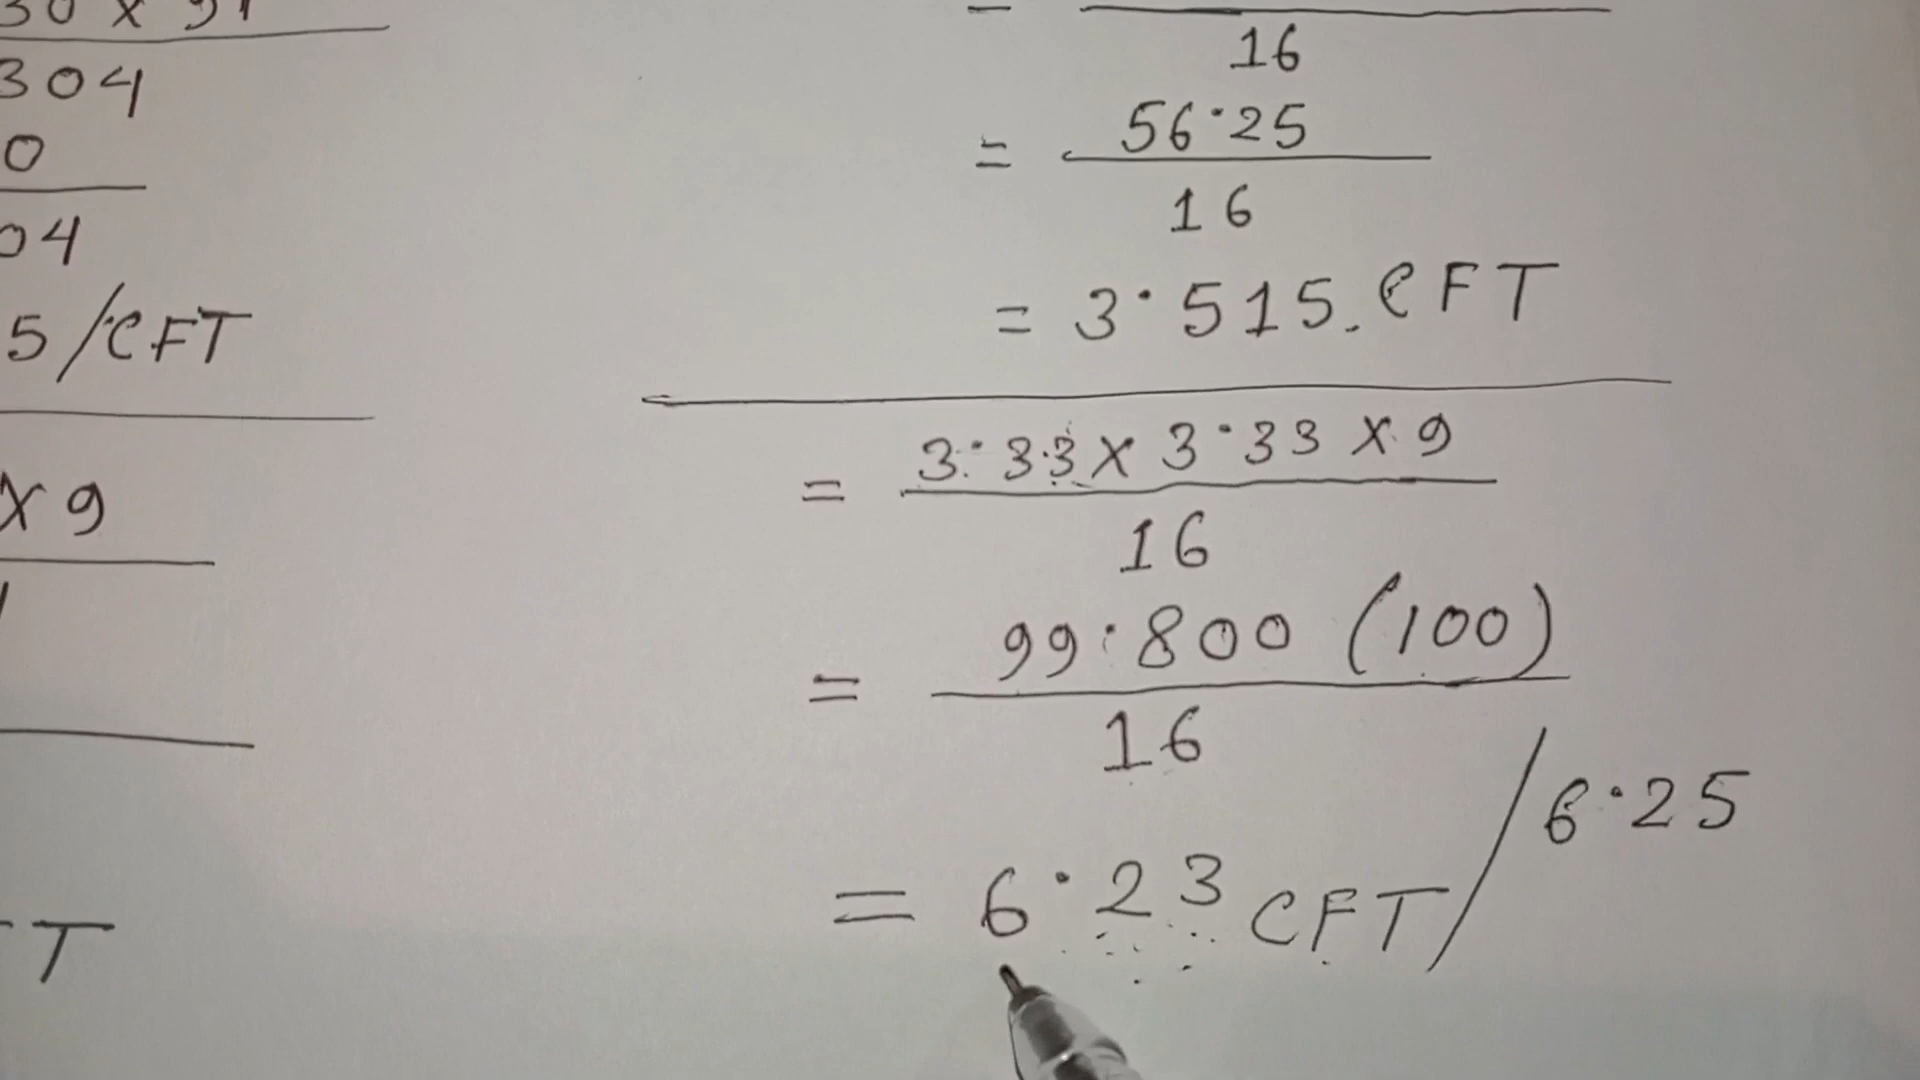 304
0
04
5/CFT
x 9
T
16
= 56.25
16
= 3.515. CFT
= 3.33 x 3.33 x 9
16
= 99.800 (100)
16
= 6.23 CFT/6.25